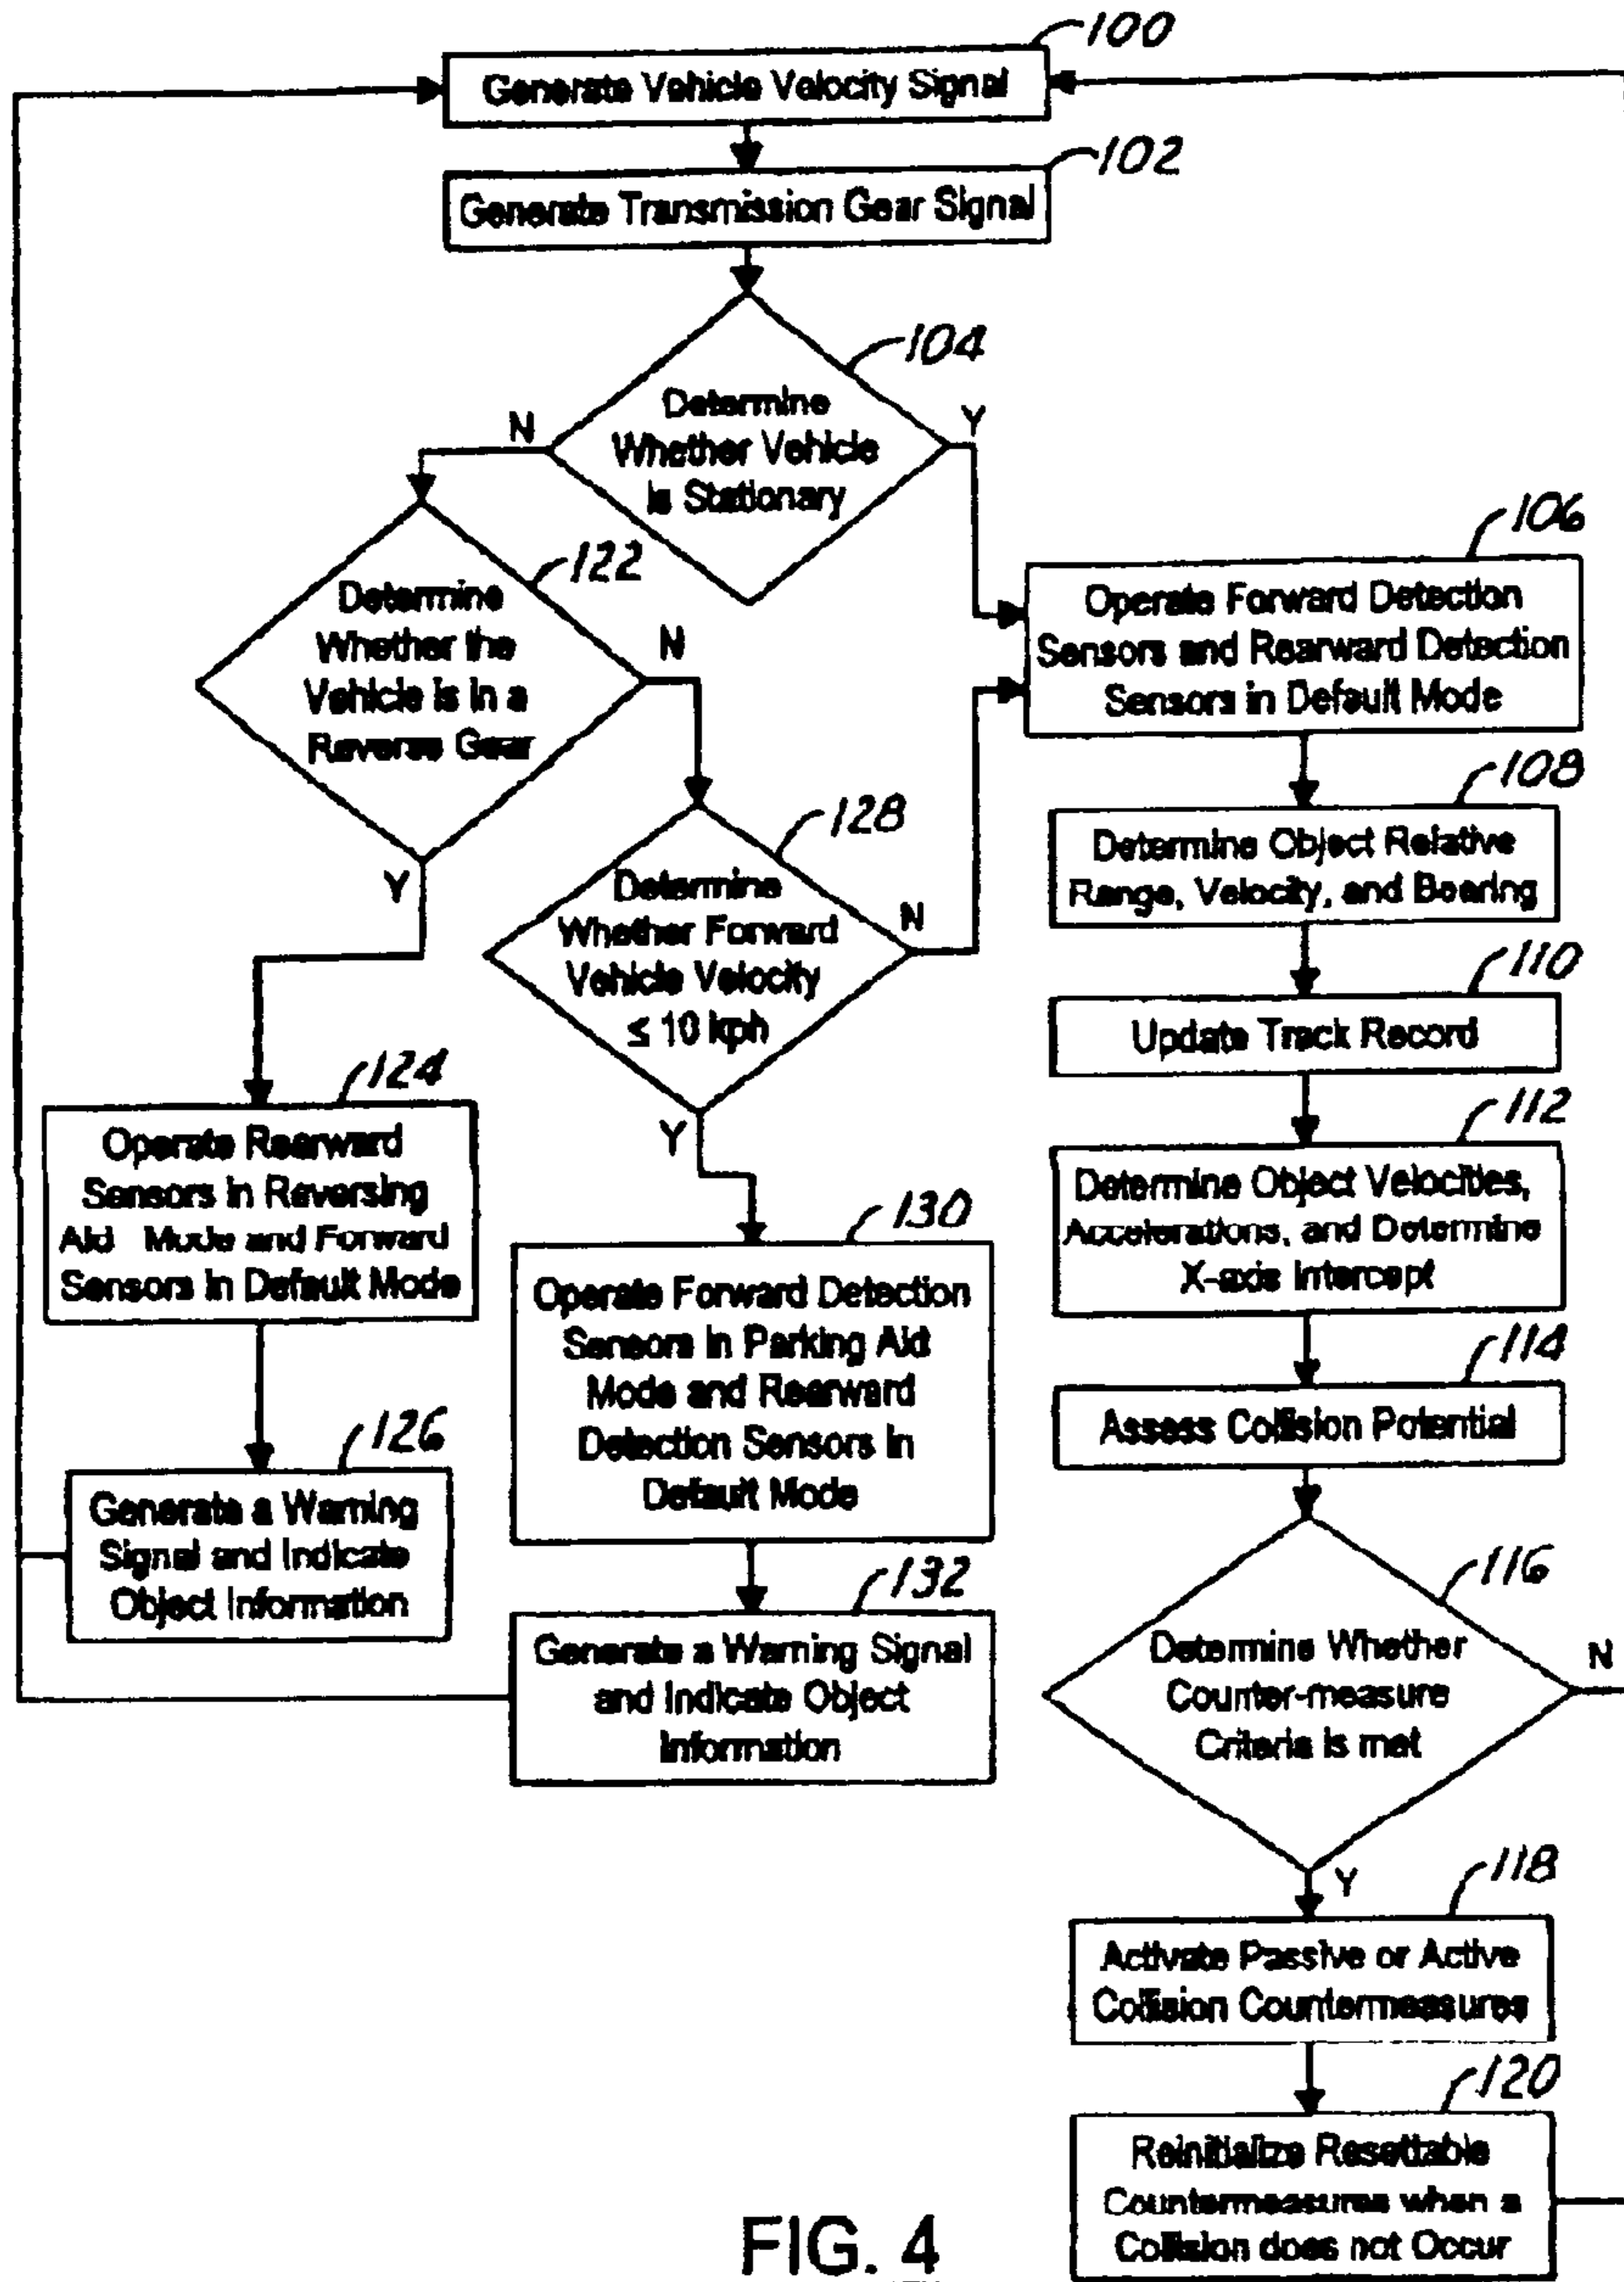 100
Generate Vehicle Velocity Signal
102
Generate Transmission Gear Signal
104
Determine
Whether Vehicle
is Stationary
N
Y
122
Determine
Whether the
Vehicle is in a
Reverse Gear
N
Y
106
Operate Forward Detection
Sensors and Rearward Detection
Sensors in Default Mode
108
Determine Object Relative
Range, Velocity, and Bearing
128
Determine
Whether Forward
Vehicle Velocity
≤ 10 kph
N
Y
110
Update Track Record
112
Determine Object Velocities,
Accelerations, and Determine
X-axis Intercept
124
Operate Rearward
Sensors in Reversing
Aid Mode and Forward
Sensors in Default Mode
130
Operate Forward Detection
Sensors in Parking Aid
Mode and Rearward
Detection Sensors in
Default Mode
114
Assess Collision Potential
126
Generate a Warning
Signal and Indicate
Object Information
132
Generate a Warning Signal
and Indicate Object
Information
116
Determine Whether
Counter-measure
Criteria is met
N
Y
118
Activate Passive or Active
Collision Countermeasures
120
Reinitialize Resettable
Countermeasures when a
Collision does not Occur
FIG. 4